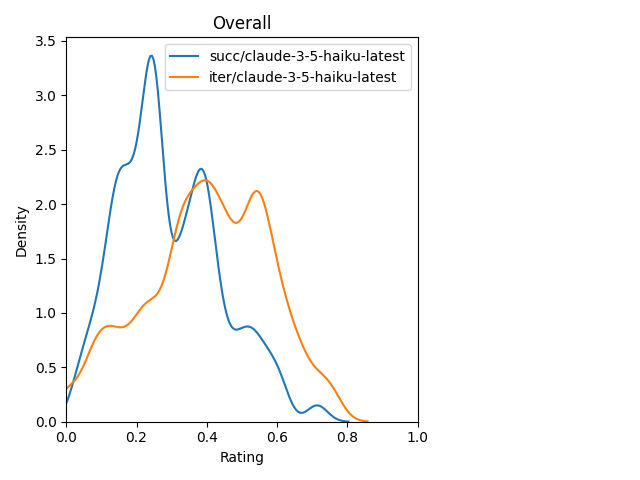 Overall
succ/claude-3-5-haiku-latest
iter/claude-3-5-haiku-latest
Density
3.5
3.0
2.5
2.0
1.5
1.0
0.5
0.0
0.0 0.2 0.4 0.6 0.8 1.0
Rating